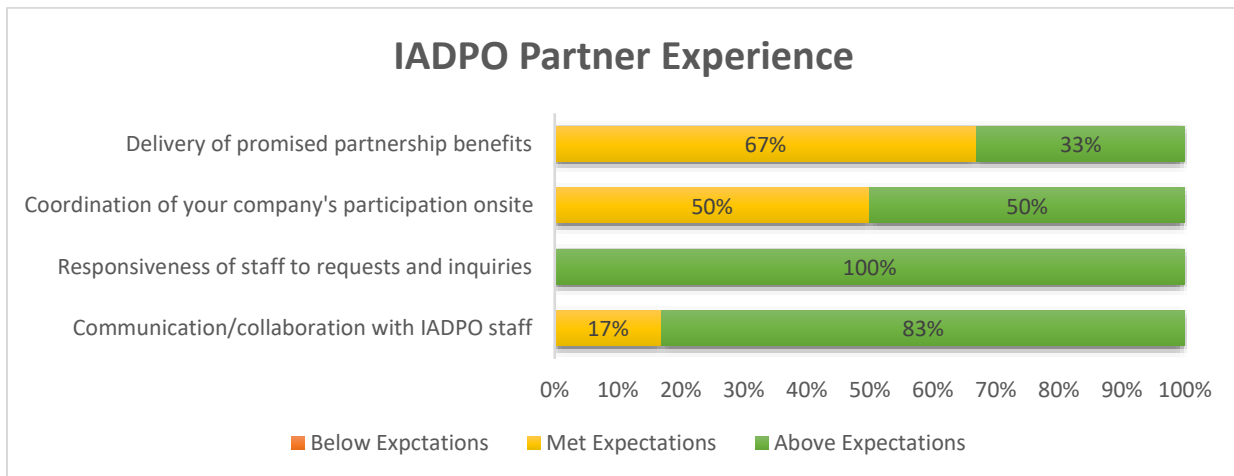 IADPO Partner Experience
Delivery of promised partnership benefits
67%
33%
Coordination of your company's participation onsite
50%
50%
Responsiveness of staff to requests and inquiries
100%
Communication/collaboration with IADPO staff
17%
83%
0% 10% 20% 30% 40% 50% 60% 70% 80% 90% 100%
Below Expctations Met Expectations Above Expectations